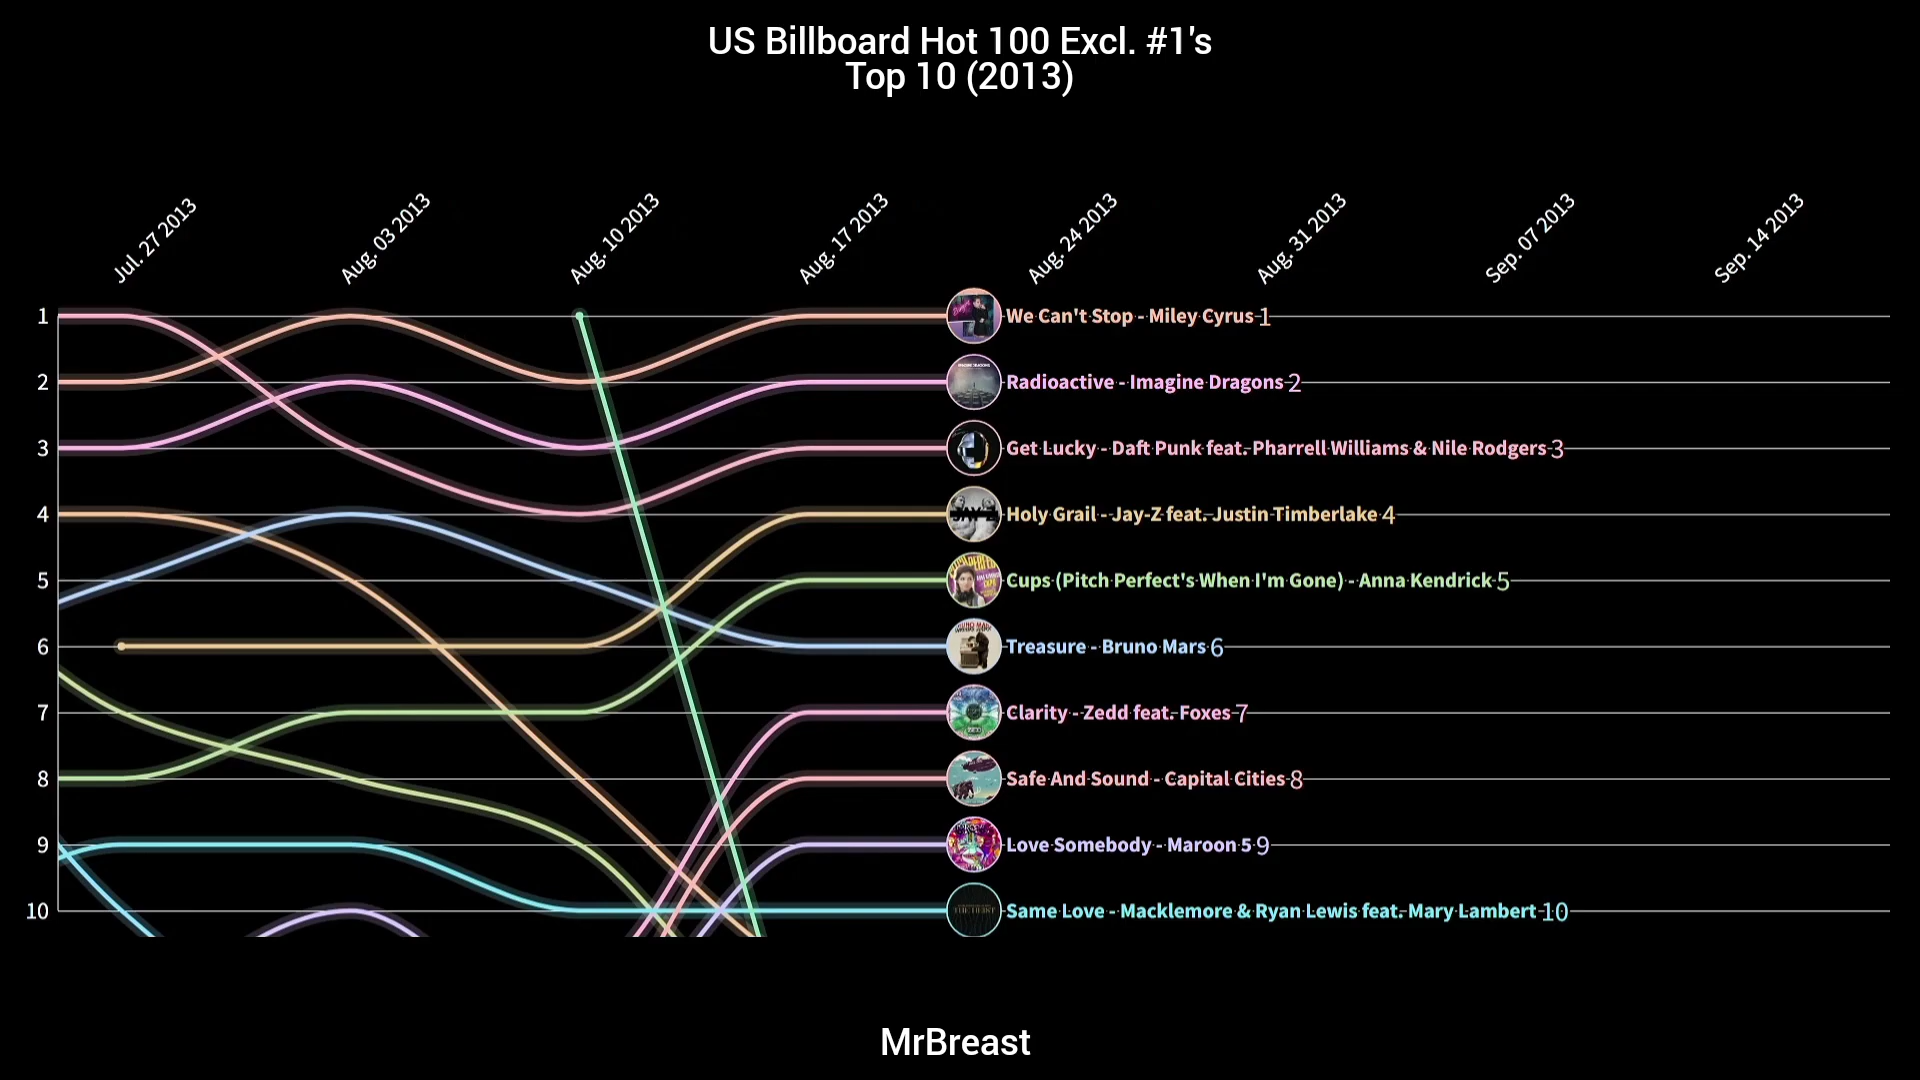 US Billboard Hot 100 Excl. #1's
Top 10 (2013)
Jul. 27 2013
Aug. 03 2013
Aug. 10 2013
Aug. 17 2013
Aug. 24 2013
Aug. 31 2013
Sep. 07 2013
Sep. 14 2013
1 We Can't Stop - Miley Cyrus 1
2 Radioactive - Imagine Dragons 2
3 Get Lucky - Daft Punk feat. Pharrell Williams & Nile Rodgers 3
4 Holy Grail - Jay-Z feat. Justin Timberlake 4
5 Cups (Pitch Perfect's When I'm Gone) - Anna Kendrick 5
6 Treasure - Bruno Mars 6
7 Clarity - Zedd feat. Foxes 7
8 Safe And Sound - Capital Cities 8
9 Love Somebody - Maroon 5 9
10 Same Love - Macklemore & Ryan Lewis feat. Mary Lambert 10
MrBreast